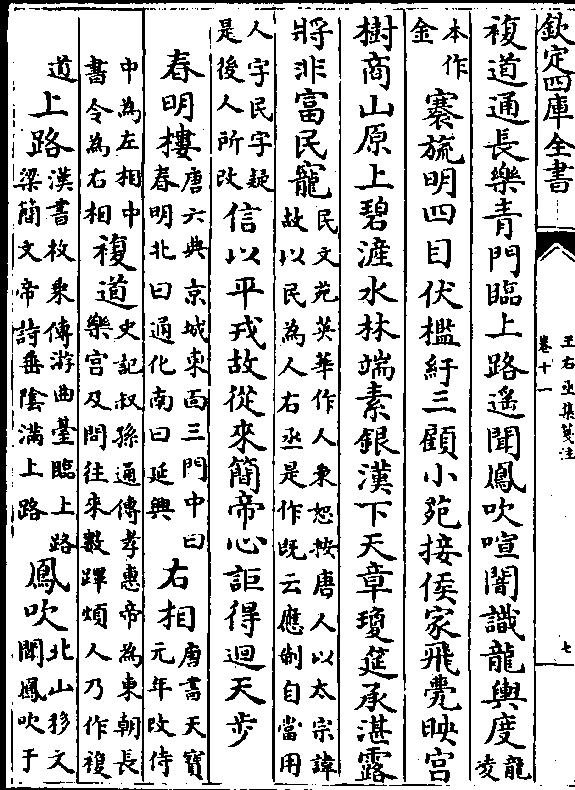 欽定四庫全書
王右丞集箋注
卷十一
七
複道通長樂青門臨上路遙聞鳳吹喧闇識龍輿度龍凌
本作金褰旒明四目伏檻紆三顧小苑接侯家飛甍映宮
樹商山原上碧滻水林端素銀漢下天章瓊筵承湛露
將非富民寵民文苑英華作人衆恕按唐人以太宗諱故以民為人右丞是作既云應制自當用
人字民字疑是後人所改信以平戎故從來簡帝心詎得迴天步
春明樓唐六典京城東面三門中曰春明北曰通化南曰延興右相唐書天寶元年改侍
中為左相中書令為右相複道史記叔孫通傳孝惠帝為東朝長樂宮及問往來數蹕煩人乃作複
道上路漢書枚乘傳游曲臺臨上路梁簡文帝詩垂陰滿上路鳳吹北山移文聞鳳吹于